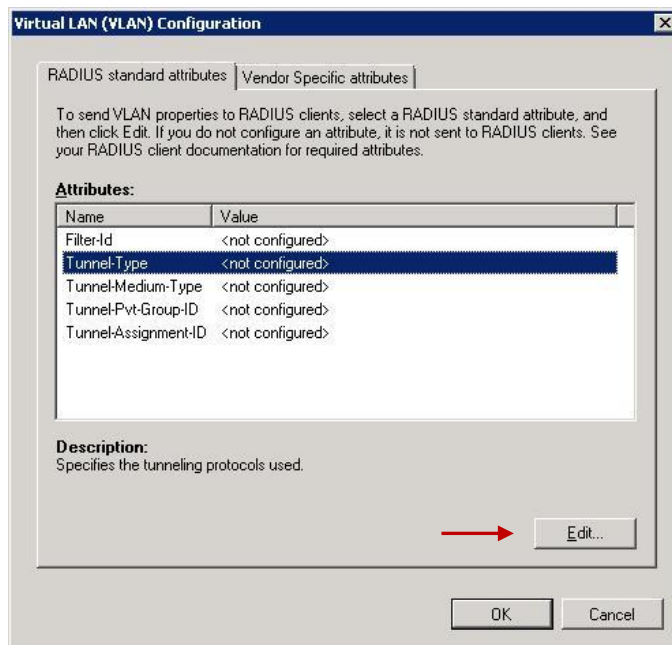 Virtual LAN (VLAN) Configuration
RADIUS standard attributes
Vendor Specific attributes
To send VLAN properties to RADIUS clients, select a RADIUS standard attribute, and
then click Edit. If you do not configure an attribute, it is not sent to RADIUS clients. See
your RADIUS client documentation for required attributes.
Attributes:
Name Value
Filter-Id <not configured>
Tunnel-Type <not configured>
Tunnel-Medium-Type <not configured>
Tunnel-Pvt-Group-ID <not configured>
Tunnel-Assignment-ID <not configured>
Description:
Specifies the tunneling protocols used.
Edit...
OK Cancel